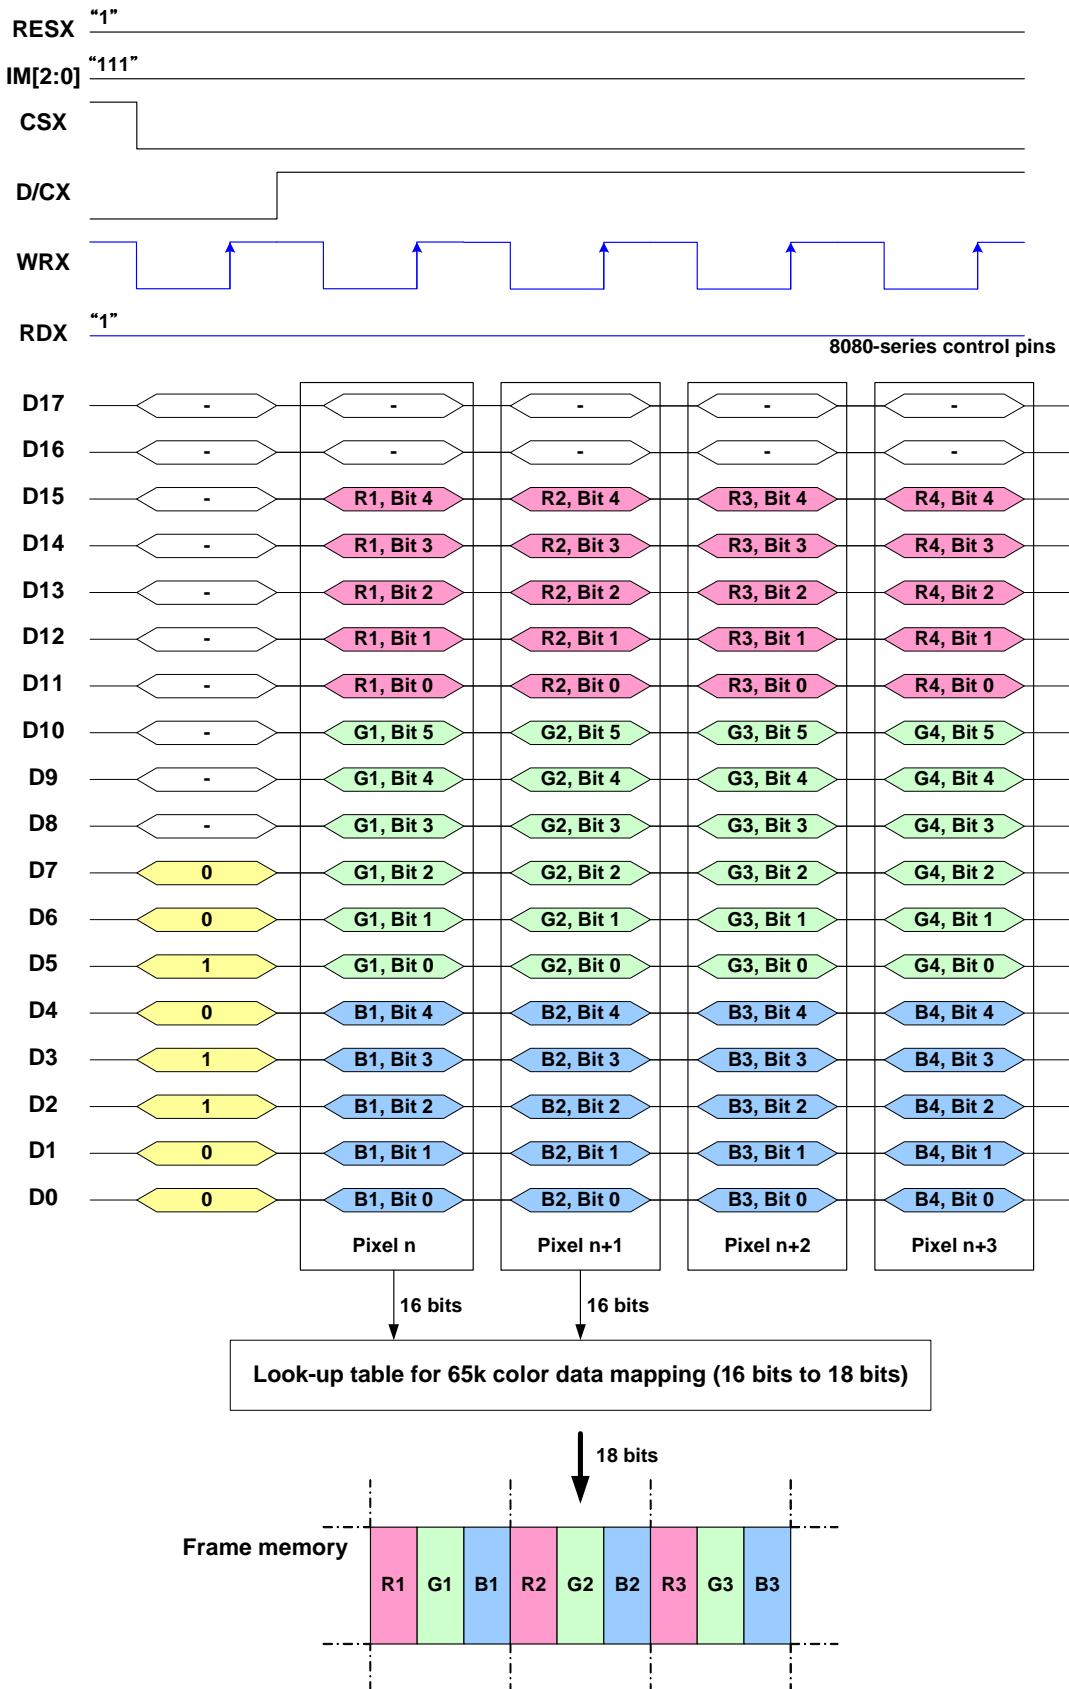 RESX “1”
IM[2:0] “111”
CSX
D/CX
WRX
RDX “1”
8080-series control pins
D17 - - - - -
D16 - - - - -
D15 - R1, Bit 4 R2, Bit 4 R3, Bit 4 R4, Bit 4
D14 - R1, Bit 3 R2, Bit 3 R3, Bit 3 R4, Bit 3
D13 - R1, Bit 2 R2, Bit 2 R3, Bit 2 R4, Bit 2
D12 - R1, Bit 1 R2, Bit 1 R3, Bit 1 R4, Bit 1
D11 - R1, Bit 0 R2, Bit 0 R3, Bit 0 R4, Bit 0
D10 - G1, Bit 5 G2, Bit 5 G3, Bit 5 G4, Bit 5
D9 - G1, Bit 4 G2, Bit 4 G3, Bit 4 G4, Bit 4
D8 - G1, Bit 3 G2, Bit 3 G3, Bit 3 G4, Bit 3
D7 0 G1, Bit 2 G2, Bit 2 G3, Bit 2 G4, Bit 2
D6 0 G1, Bit 1 G2, Bit 1 G3, Bit 1 G4, Bit 1
D5 1 G1, Bit 0 G2, Bit 0 G3, Bit 0 G4, Bit 0
D4 0 B1, Bit 4 B2, Bit 4 B3, Bit 4 B4, Bit 4
D3 1 B1, Bit 3 B2, Bit 3 B3, Bit 3 B4, Bit 3
D2 1 B1, Bit 2 B2, Bit 2 B3, Bit 2 B4, Bit 2
D1 0 B1, Bit 1 B2, Bit 1 B3, Bit 1 B4, Bit 1
D0 0 B1, Bit 0 B2, Bit 0 B3, Bit 0 B4, Bit 0
Pixel n Pixel n+1 Pixel n+2 Pixel n+3
16 bits 16 bits
Look-up table for 65k color data mapping (16 bits to 18 bits)
18 bits
Frame memory
R1 G1 B1 R2 G2 B2 R3 G3 B3